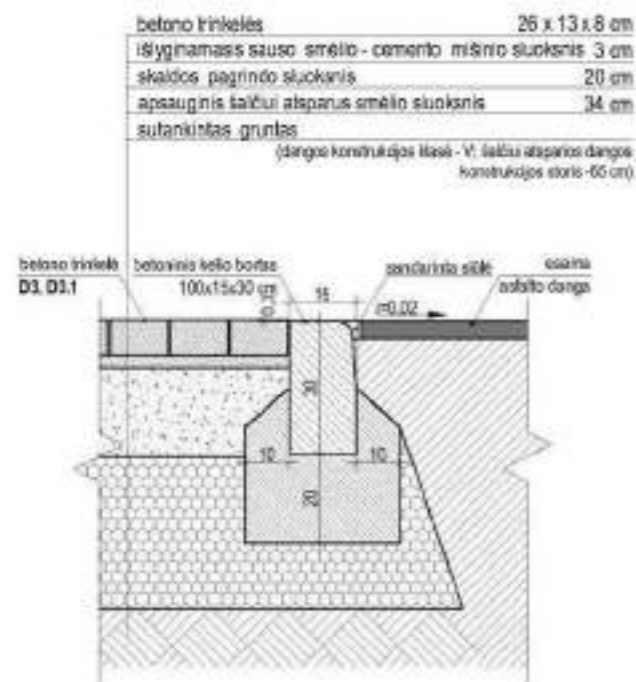 betono trinkelės 26 x 13 x 8 cm
išlyginamasis sauso smėlio - cemento mišinio sluoksnis 3 cm
skaldos pagrindo sluoksnis 20 cm
apsauginis šalčiui atsparus smėlio sluoksnis 34 cm
sutankintas gruntas
(dangos konstrukcijos klasė - V; šalčiui atsparios dangos
konstrukcijos storis -65 cm)
betono trinkelė
D3, D3.1
betoninis kelio bortas
100x15x30 cm
15
sandarinta siūlė
esama
asfalto danga
i=0.02
30
10
10
20